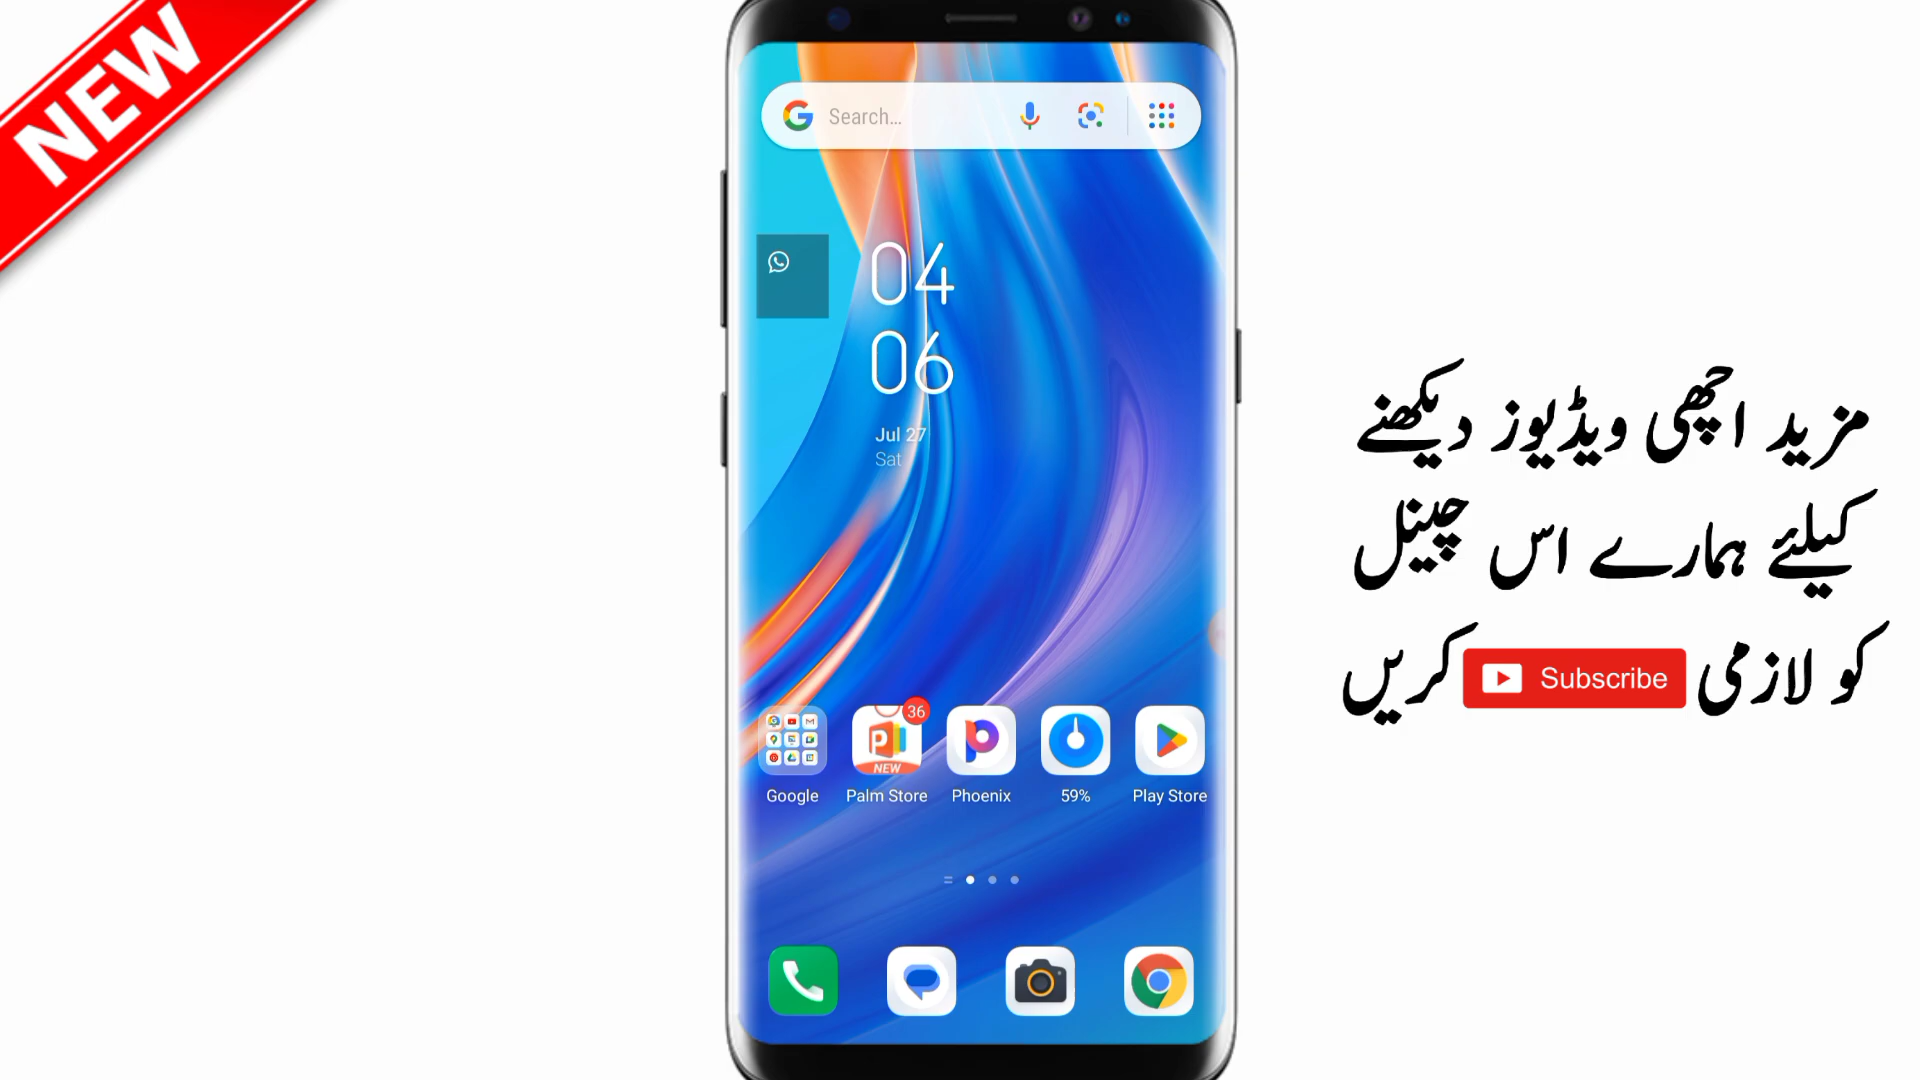 NEW
Search...
04
06
Jul 27
Sat
36
NEW
Google
Palm Store
Phoenix
59%
Play Store
مزید اچھی ویڈیوز دیکھنے
کیلئے ہمارے اس چینل
کو لازمی Subscribe کریں